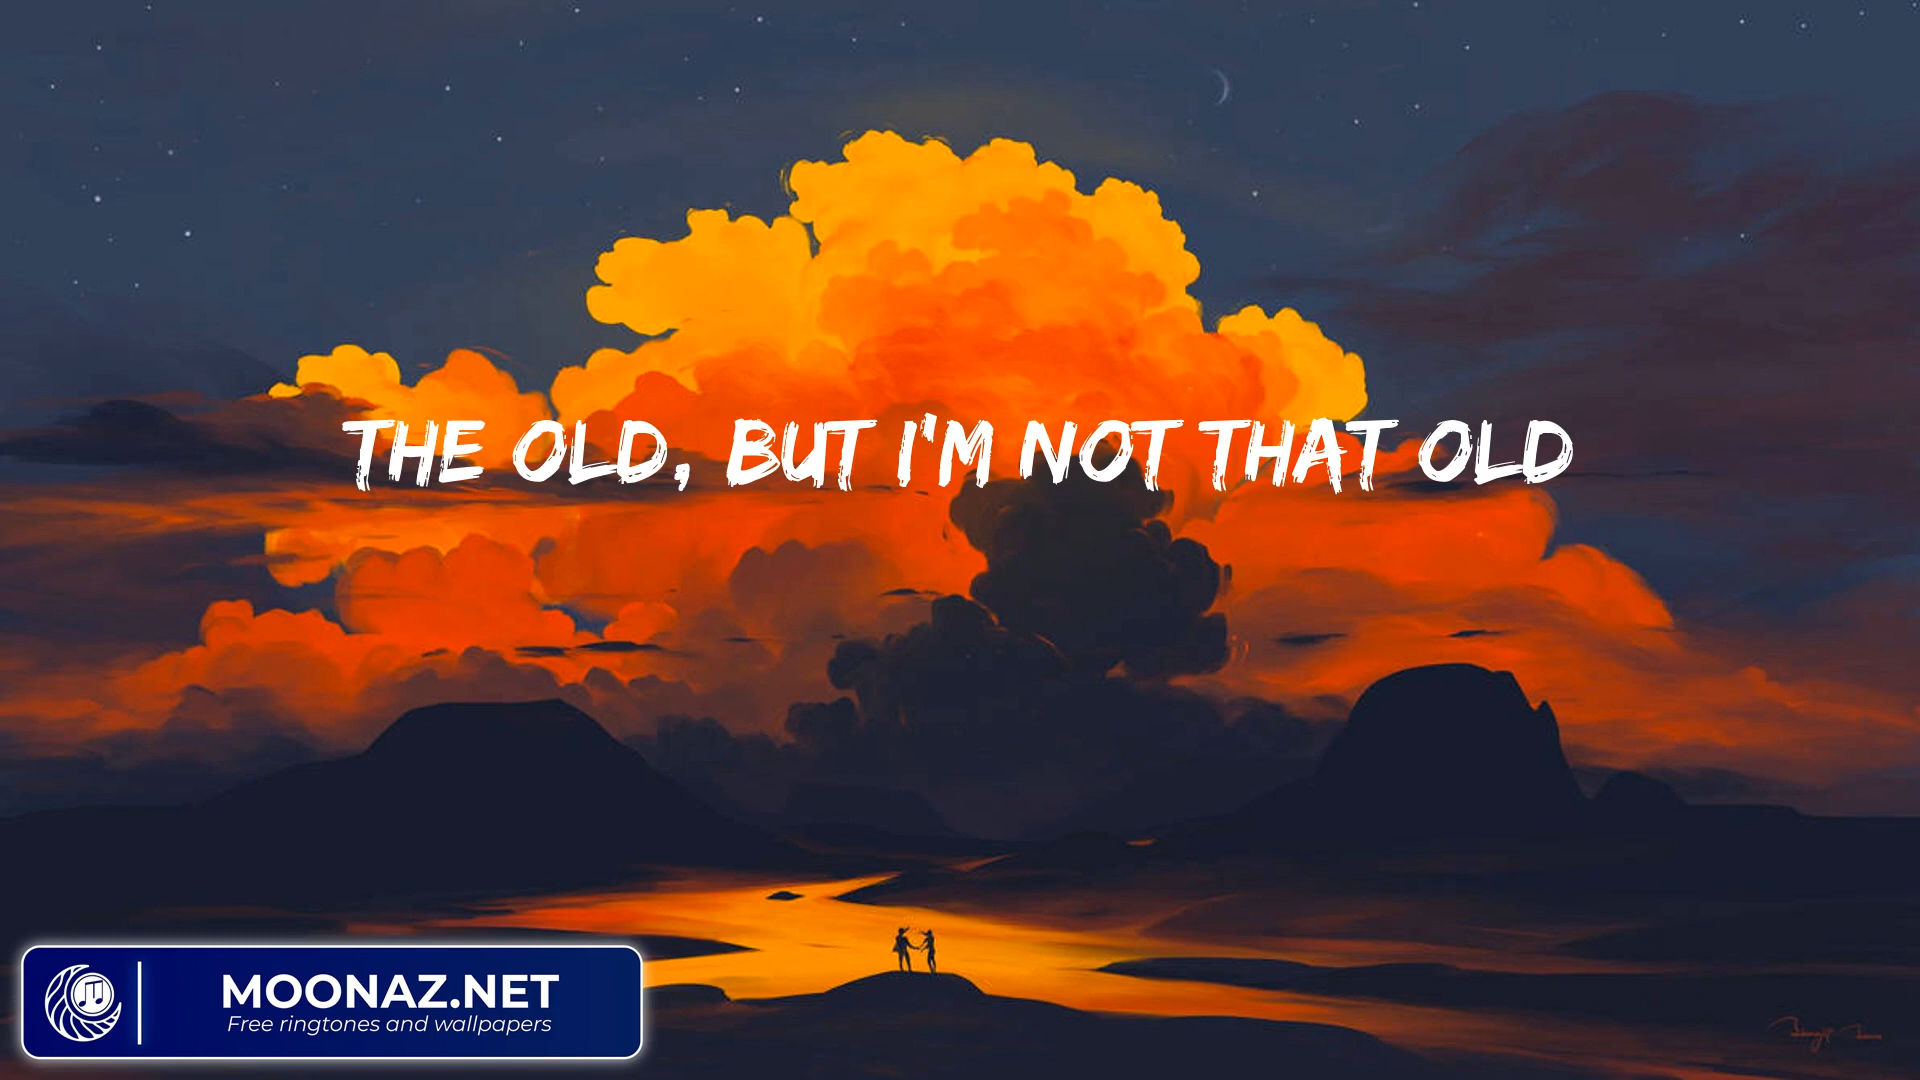 THE OLD, BUT I'M NOT THAT OLD
MOONAZ.NET
Free ringtones and wallpapers